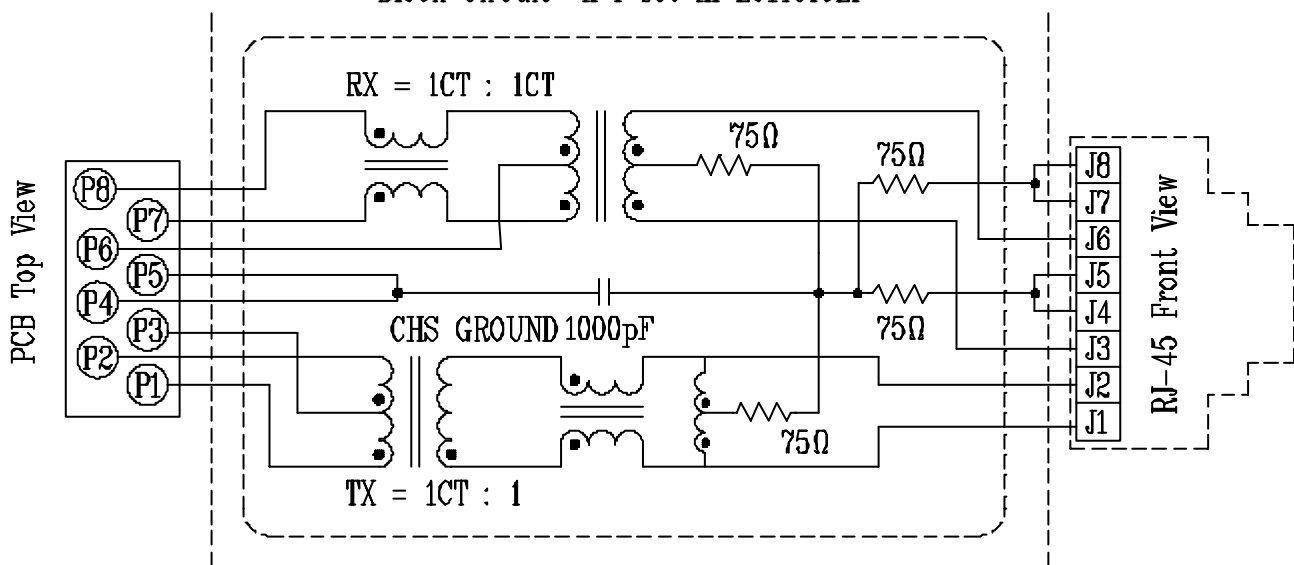 RX = 1CT : 1CT
75Ω
75Ω
PCB Top View
P8
P7
P6
P5
P4
P3
P2
P1
CHS GROUND 1000pF
75Ω
75Ω
TX = 1CT : 1
J8
J7
J6
J5
J4
J3
J2
J1
RJ-45 Front View